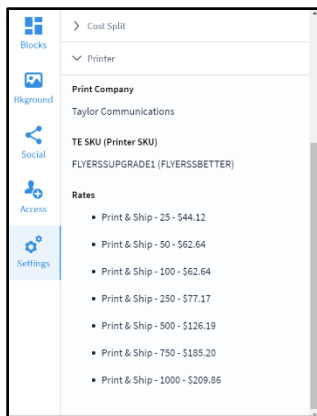 Blocks
Bkground
Social
Access
Settings
Cost Split
Printer
Print Company
Taylor Communications
TE SKU (Printer SKU)
FLYERSSUPGRADE1 (FLYERSSBETTER)
Rates
Print & Ship - 25 - $44.12
Print & Ship - 50 - $62.64
Print & Ship - 100 - $62.64
Print & Ship - 250 - $77.17
Print & Ship - 500 - $126.19
Print & Ship - 750 - $185.20
Print & Ship - 1000 - $209.86